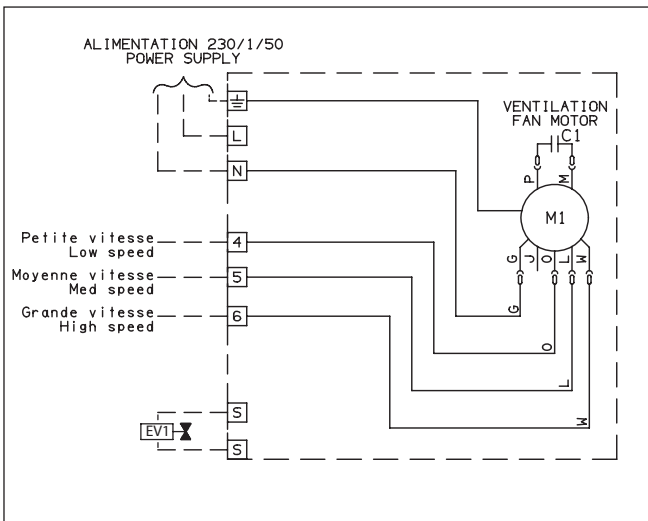 ALIMENTATION 230/1/50
POWER SUPPLY
VENTILATION
FAN MOTOR
C1
L
N
P
M
M1
G
J
O
L
W
Petite vitesse
Low speed
4
Moyenne vitesse
Med speed
5
Grande vitesse
High speed
6
G
O
L
W
S
EV1
S